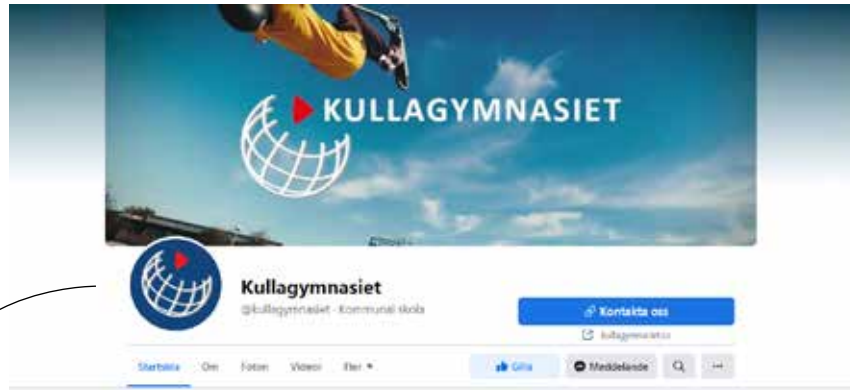 KULLAGYMNASIET
Kullagymnasiet
@kullagymnasiet · Kommunal skola
Kontakta oss
Startsida Om Foton Videor Fler
Gilla Meddelande